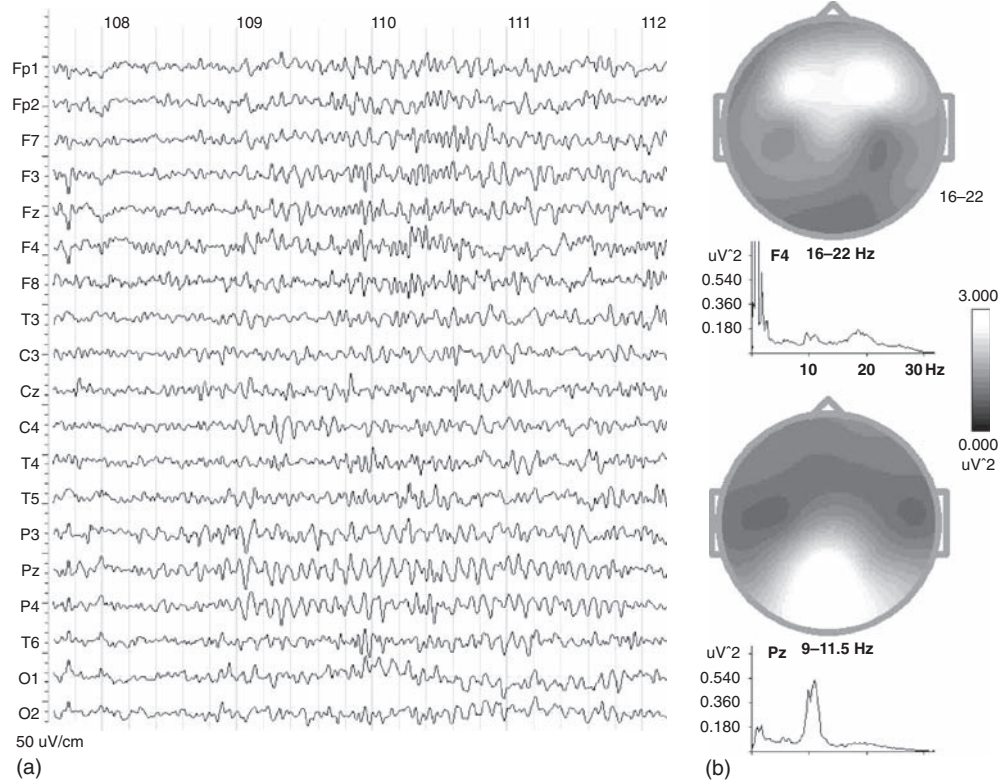 108 109 110 111 112
Fp1
Fp2
F7
F3
Fz
F4
F8
T3
C3
Cz
C4
T4
T5
P3
Pz
P4
T6
O1
O2
50 uV/cm
(a)
16–22
uV^2 F4 16–22 Hz
0.540
0.360
0.180
10 20 30 Hz
3.000
0.000
uV^2
uV^2 Pz 9–11.5 Hz
0.540
0.360
0.180
(b)